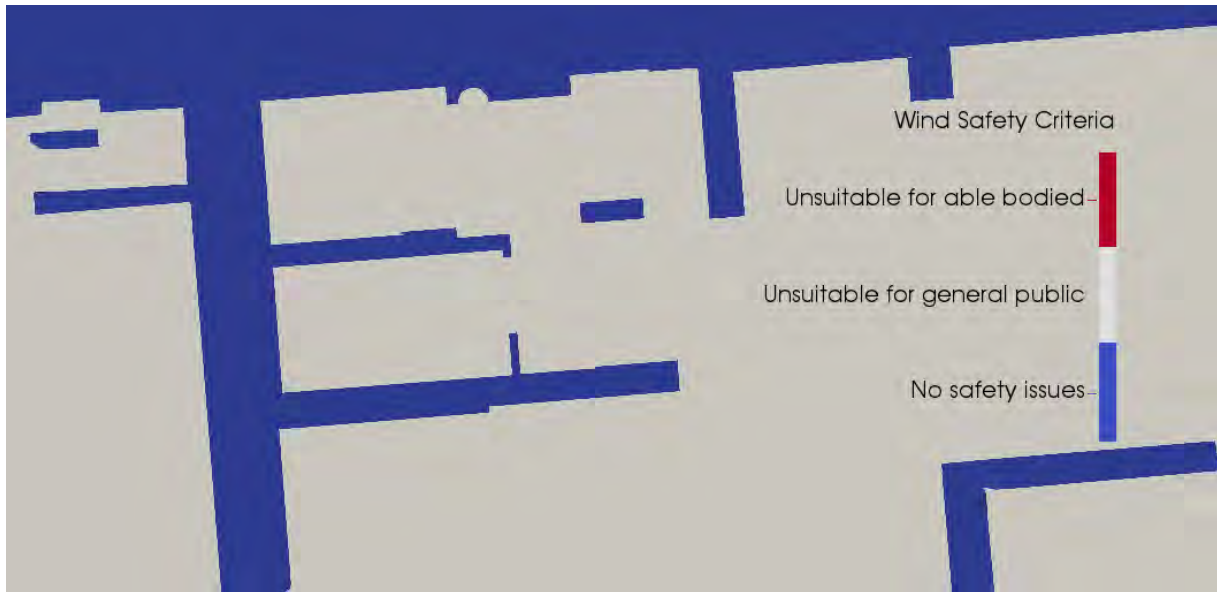 Wind Safety Criteria
Unsuitable for able bodied
Unsuitable for general public
No safety issues